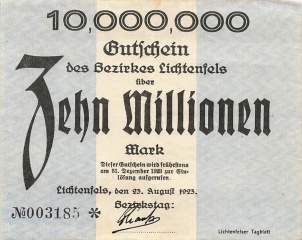 10,000,000
Gutschein
des Bezirkes Lichtenfels
über
Zehn Millionen
Mark
Dieser Gutschein wird frühestens
am 31. Dezember 1923 zur Ein-
lösung aufgerufen.
Lichtenfels, den 23. August 1923.
Bezirkstag:
№003185 *
Lichtenfelser Tagblatt